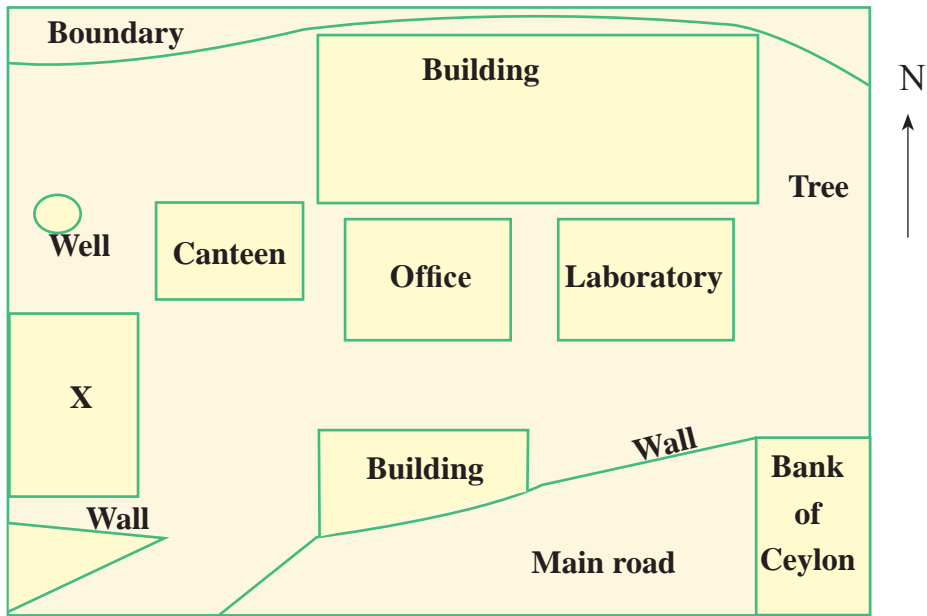 Boundary
Building
N
Tree
Well
Canteen
Office
Laboratory
X
Wall
Building
Bank
of
Ceylon
Wall
Main road